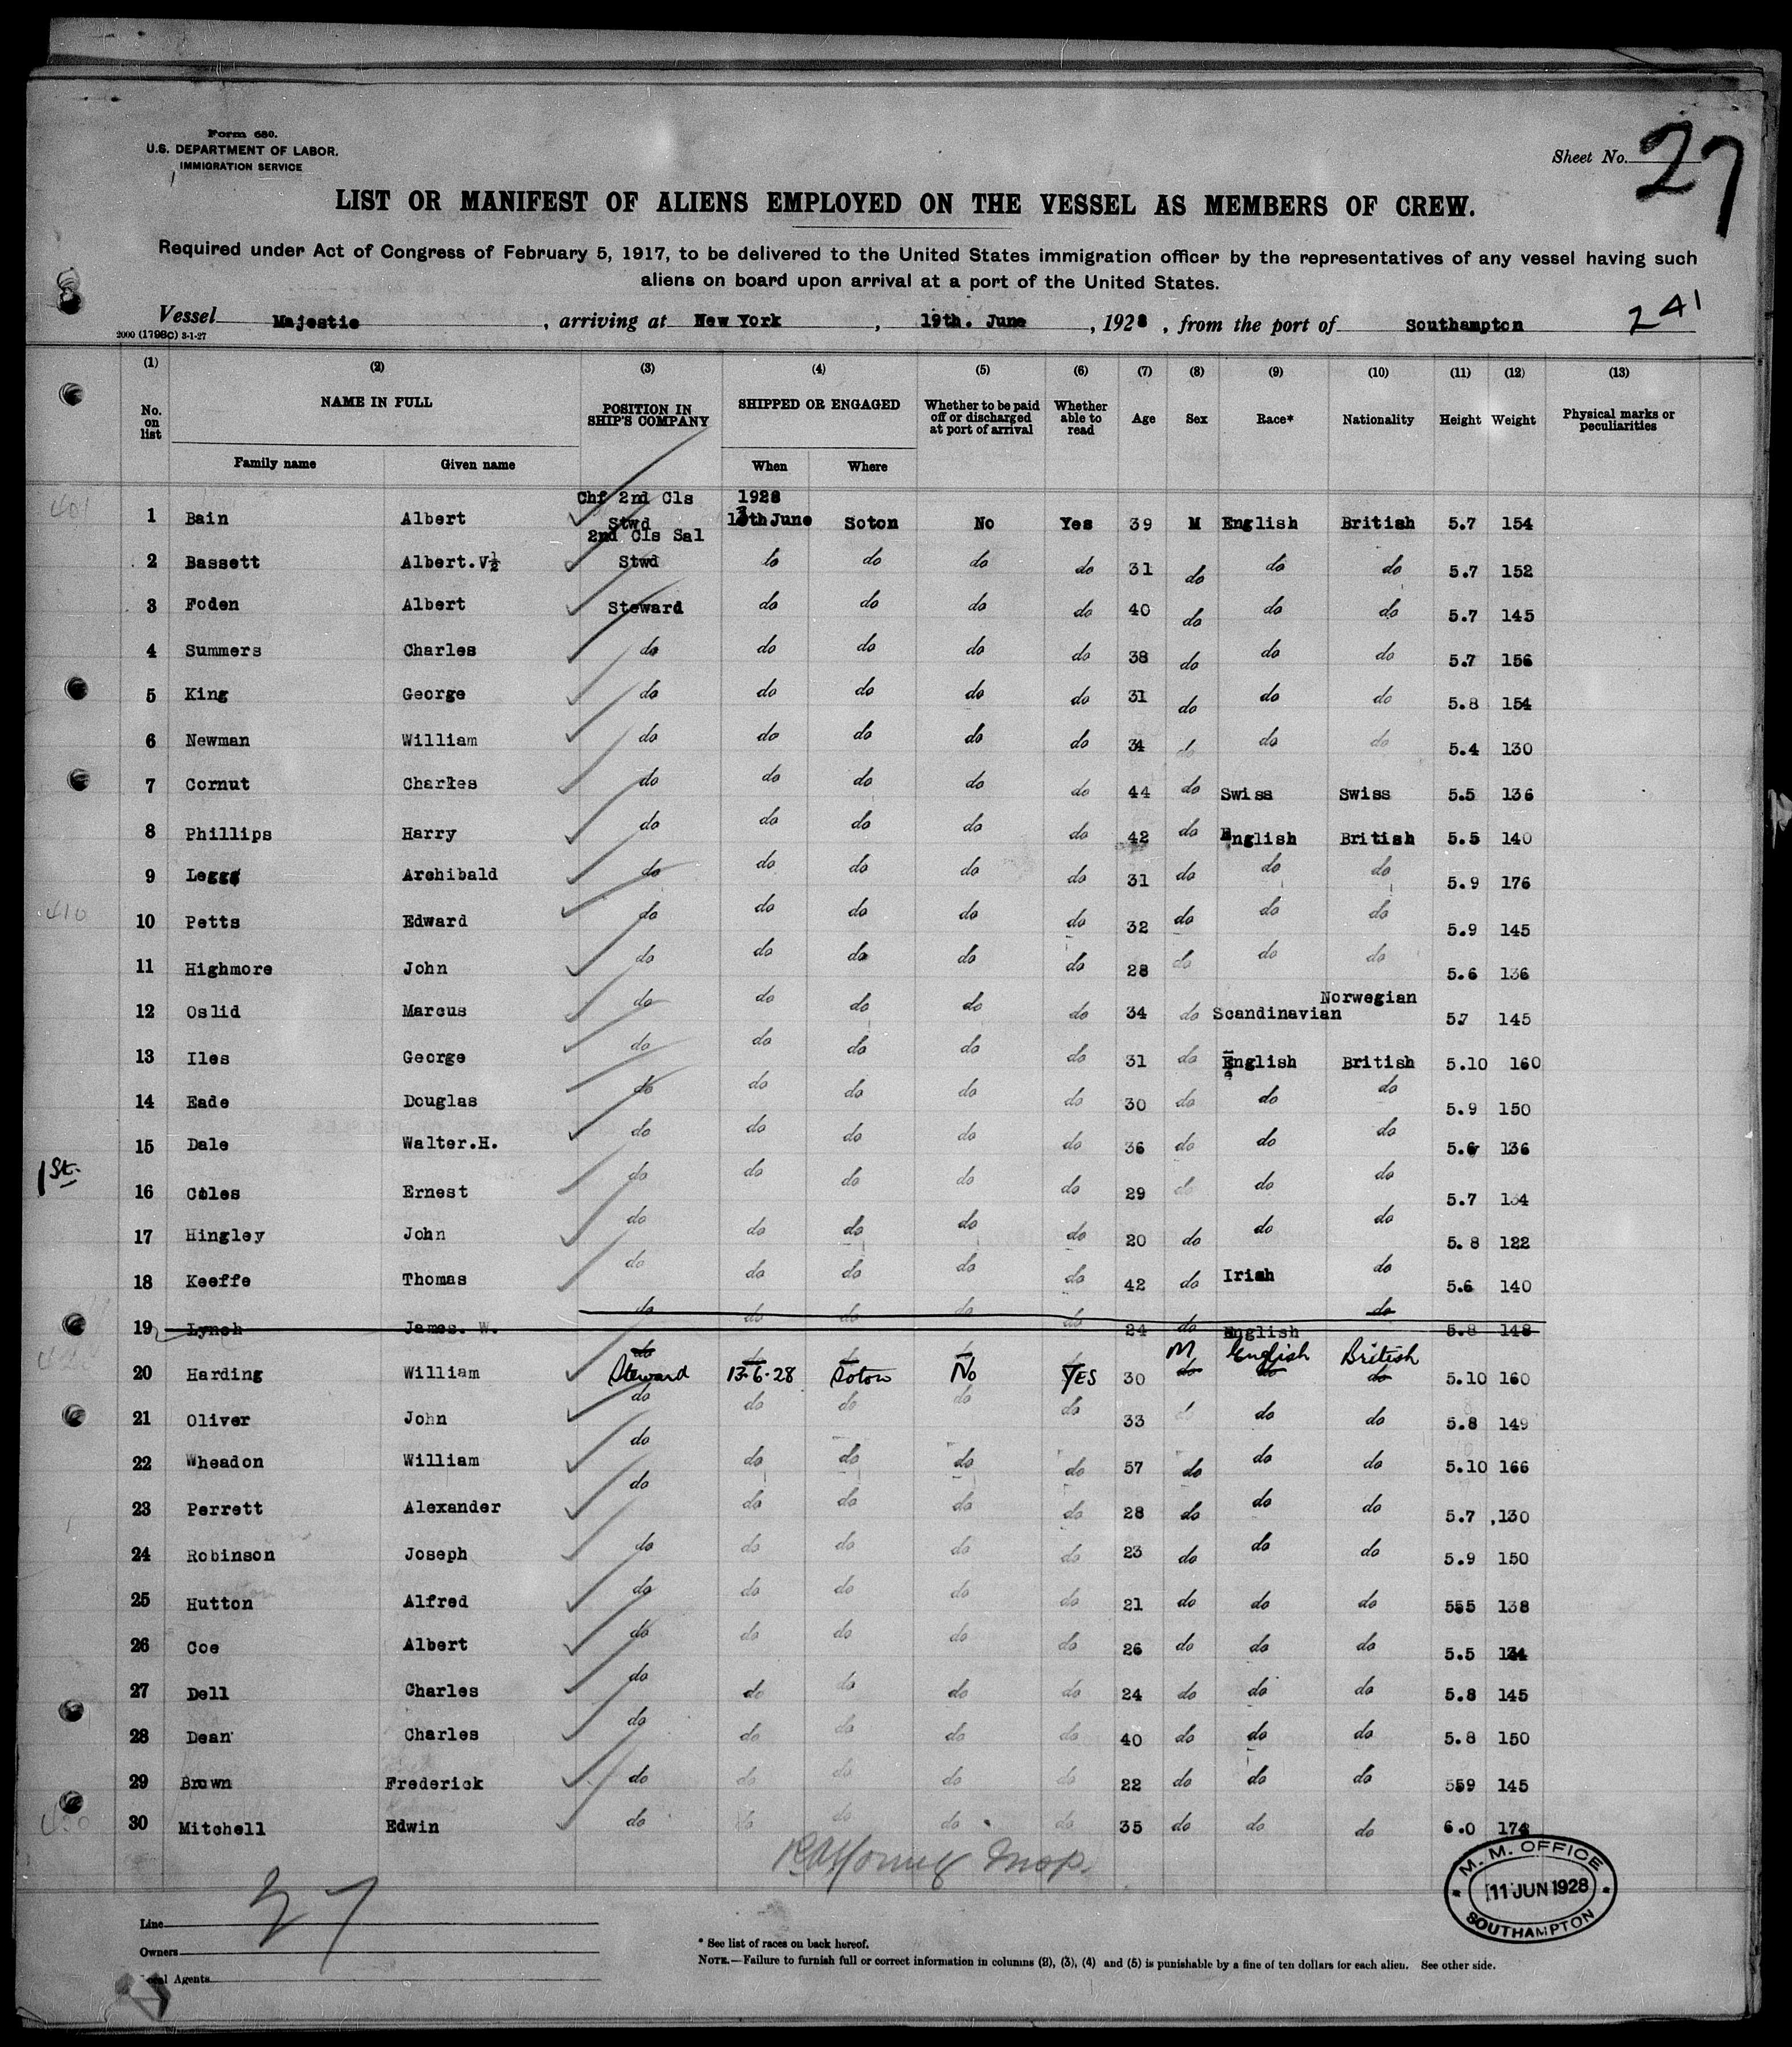 Form 680.
U.S. DEPARTMENT OF LABOR.
IMMIGRATION SERVICE
Sheet No. 27
LIST OR MANIFEST OF ALIENS EMPLOYED ON THE VESSEL AS MEMBERS OF CREW.
Required under Act of Congress of February 5, 1917, to be delivered to the United States immigration officer by the representatives of any vessel having such
aliens on board upon arrival at a port of the United States.
241
Vessel Majestic, arriving at New York, 19th. June, 1928, from the port of Southampton
2000 (1798C) 3-1-27
(1) (2) (3) (4) (5) (6) (7) (8) (9) (10) (11) (12) (13)
No. on list NAME IN FULL POSITION IN SHIP'S COMPANY SHIPPED OR ENGAGED Whether to be paid off or discharged at port of arrival Whether able to read Age Sex Race* Nationality Height Weight Physical marks or peculiarities
Family name Given name When Where
Chf 2nd Cls 1928
1 Bain Albert Stwd 13th June Soton No Yes 39 M English British 5.7 154
2nd Cls Sal
2 Bassett Albert.V½ Stwd do do do do 31 do do do 5.7 152
3 Foden Albert Steward do do do do 40 do do do 5.7 145
4 Summers Charles do do do do do 38 do do do 5.7 156
5 King George do do do do do 31 do do do 5.8 154
6 Newman William do do do do do 34 do do do 5.4 130
7 Cornut Charles do do do do do 44 do Swiss Swiss 5.5 136
8 Phillips Harry do do do do do 42 do English British 5.5 140
9 Legg Archibald do do do do do 31 do do do 5.9 176
410
10 Petts Edward do do do do do 32 do do do 5.9 145
11 Highmore John do do do do do 28 do do do 5.6 136
12 Oslid Marcus do do do do do 34 do Scandinavian Norwegian 5.7 145
13 Iles George do do do do do 31 do English British 5.10 160
14 Eade Douglas do do do do do 30 do do do 5.9 150
15 Dale Walter.H. do do do do do 36 do do do 5.6 136
1st.
16 Coles Ernest do do do do do 29 do do do 5.7 134
17 Hingley John do do do do do 20 do do do 5.8 122
18 Keeffe Thomas do do do do do 42 do Irish do 5.6 140
19 Lynch James. W. do do do do do 24 do English do 5.8 148
20 Harding William Steward 13-6-28 Soton No YES 30 M English British 5.10 160
21 Oliver John do do do do do 33 do do do 5.8 149
22 Wheadon William do do do do do 57 do do do 5.10 166
23 Perrett Alexander do do do do do 28 do do do 5.7 130
24 Robinson Joseph do do do do do 23 do do do 5.9 150
25 Hutton Alfred do do do do do 21 do do do 5.5 138
26 Coe Albert do do do do do 26 do do do 5.5 134
27 Dell Charles do do do do do 24 do do do 5.8 145
28 Dean Charles do do do do do 40 do do do 5.8 150
29 Brown Frederick do do do do do 22 do do do 559 145
30 Mitchell Edwin do do do do do 35 do do do 6.0 174
Insp.
M. M. OFFICE
11 JUN 1928
SOUTHAMPTON
27
Line
Owners
Local Agents
* See list of races on back hereof.
NOTE.—Failure to furnish full or correct information in columns (2), (3), (4) and (5) is punishable by a fine of ten dollars for each alien. See other side.